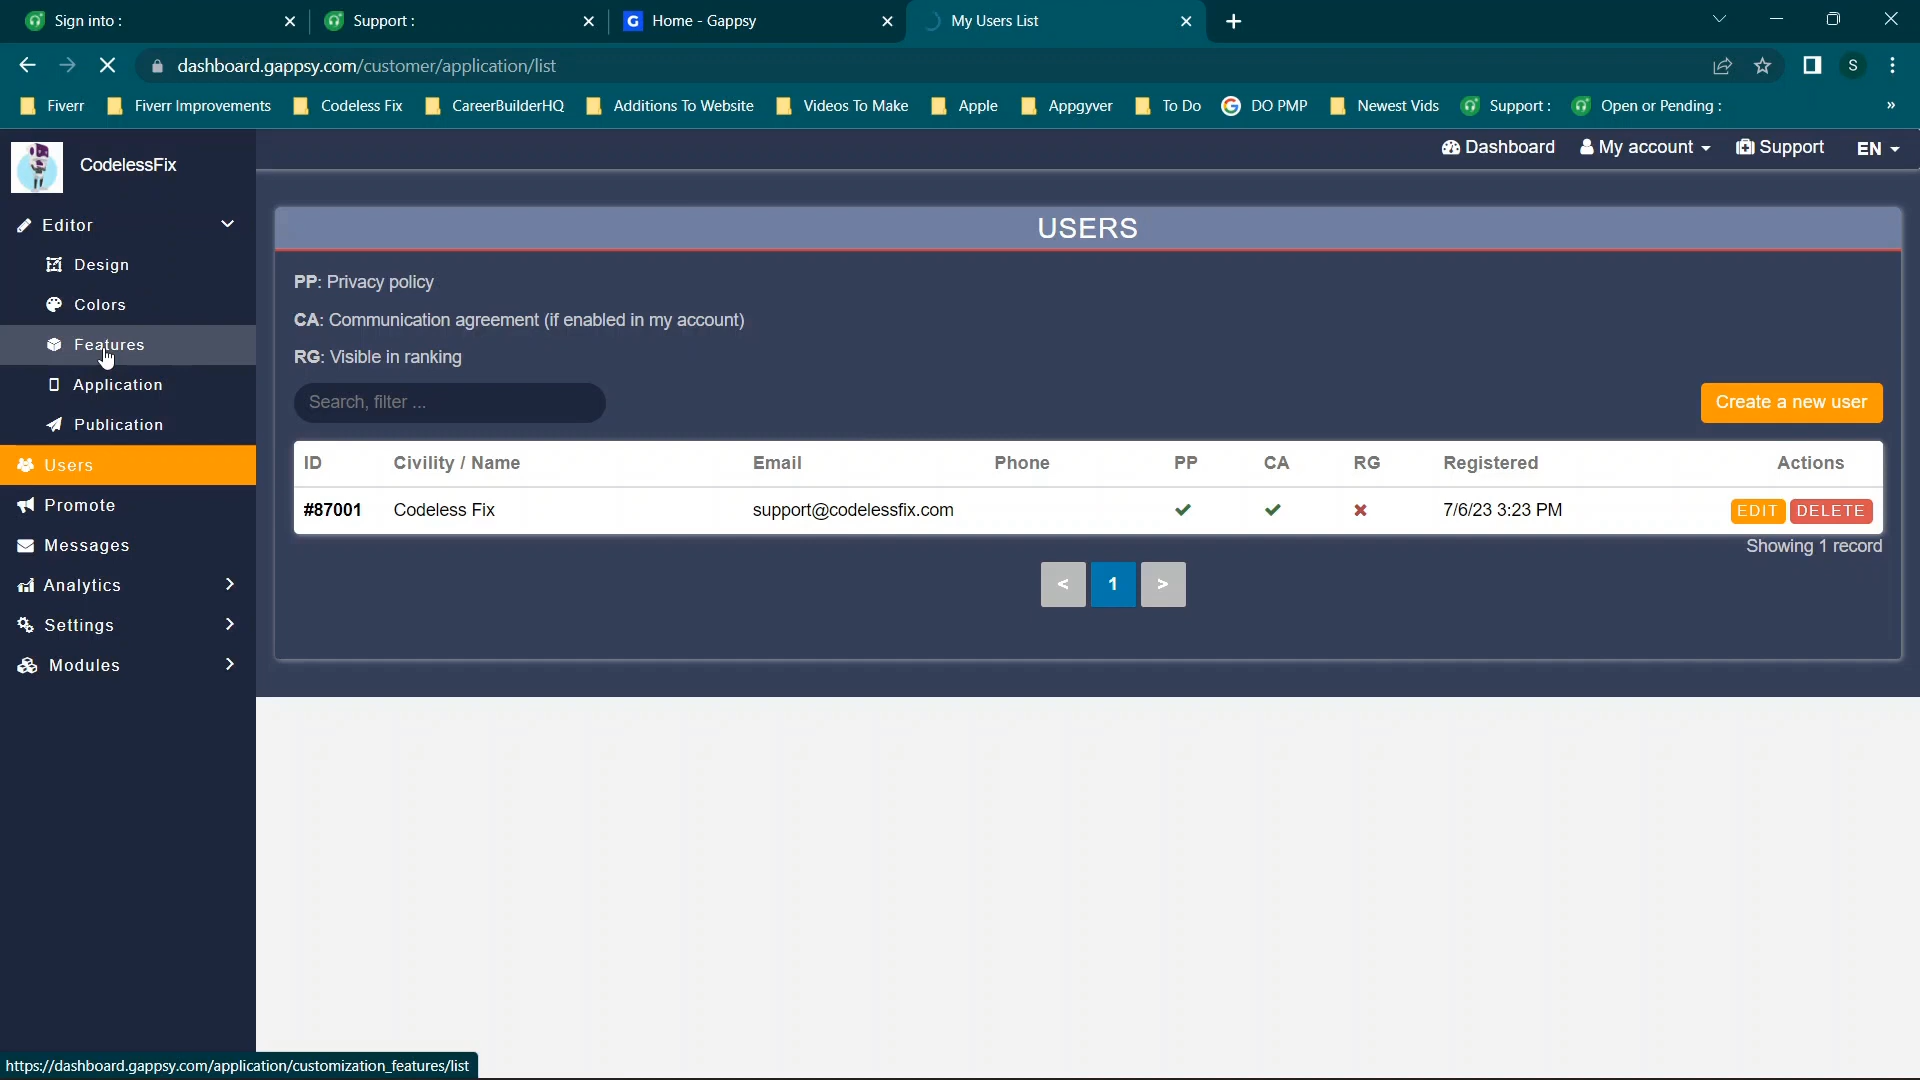 Sign into :
Support :
G Home - Gappsy
My Users List
dashboard.gappsy.com/customer/application/list
S
Fiverr
Fiverr Improvements
Codeless Fix
CareerBuilderHQ
Additions To Website
Videos To Make
Apple
Appgyver
To Do
G DO PMP
Newest Vids
Support :
Open or Pending :
»
CodelessFix
Dashboard
My account
Support
EN
Editor
Design
Colors
Features
Application
Publication
Users
Promote
Messages
Analytics
Settings
Modules
USERS
PP: Privacy policy
CA: Communication agreement (if enabled in my account)
RG: Visible in ranking
Search, filter ...
Create a new user
ID Civility / Name Email Phone PP CA RG Registered Actions
#87001 Codeless Fix support@codelessfix.com 7/6/23 3:23 PM EDIT DELETE
Showing 1 record
< 1 >
https://dashboard.gappsy.com/application/customization_features/list